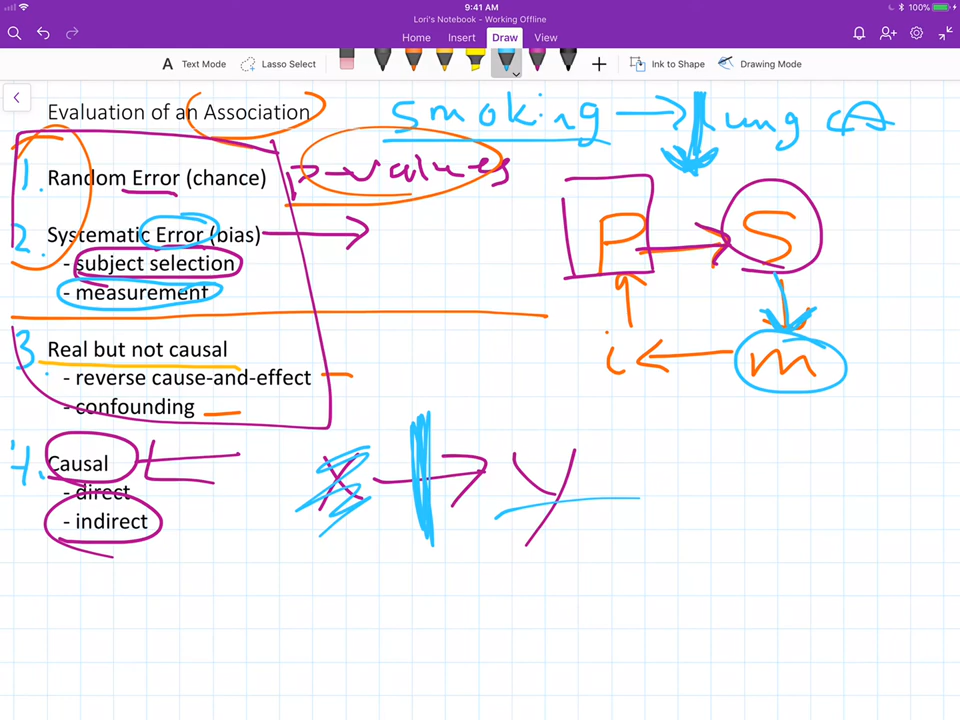 9:41 AM
100%
Lori's Notebook - Working Offline
Home Insert Draw View
A Text Mode Lasso Select Ink to Shape Drawing Mode
Evaluation of an Association
smoking → lung CA
1. Random Error (chance)
p-values
2. Systematic Error (bias)
- subject selection
- measurement
P → S
i ← m
3. Real but not causal
- reverse cause-and-effect
- confounding
4. Causal
- direct
- indirect
X → Y